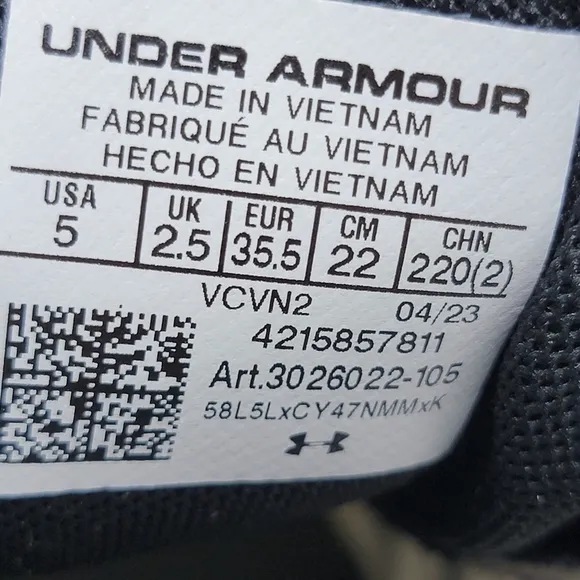 UNDER ARMOUR
MADE IN VIETNAM
FABRIQUÉ AU VIETNAM
HECHO EN VIETNAM
USA UK EUR CM CHN
5 2.5 35.5 22 220(2)
VCVN2 04/23
4215857811
Art.3026022-105
58L5LxCY47NMMxK